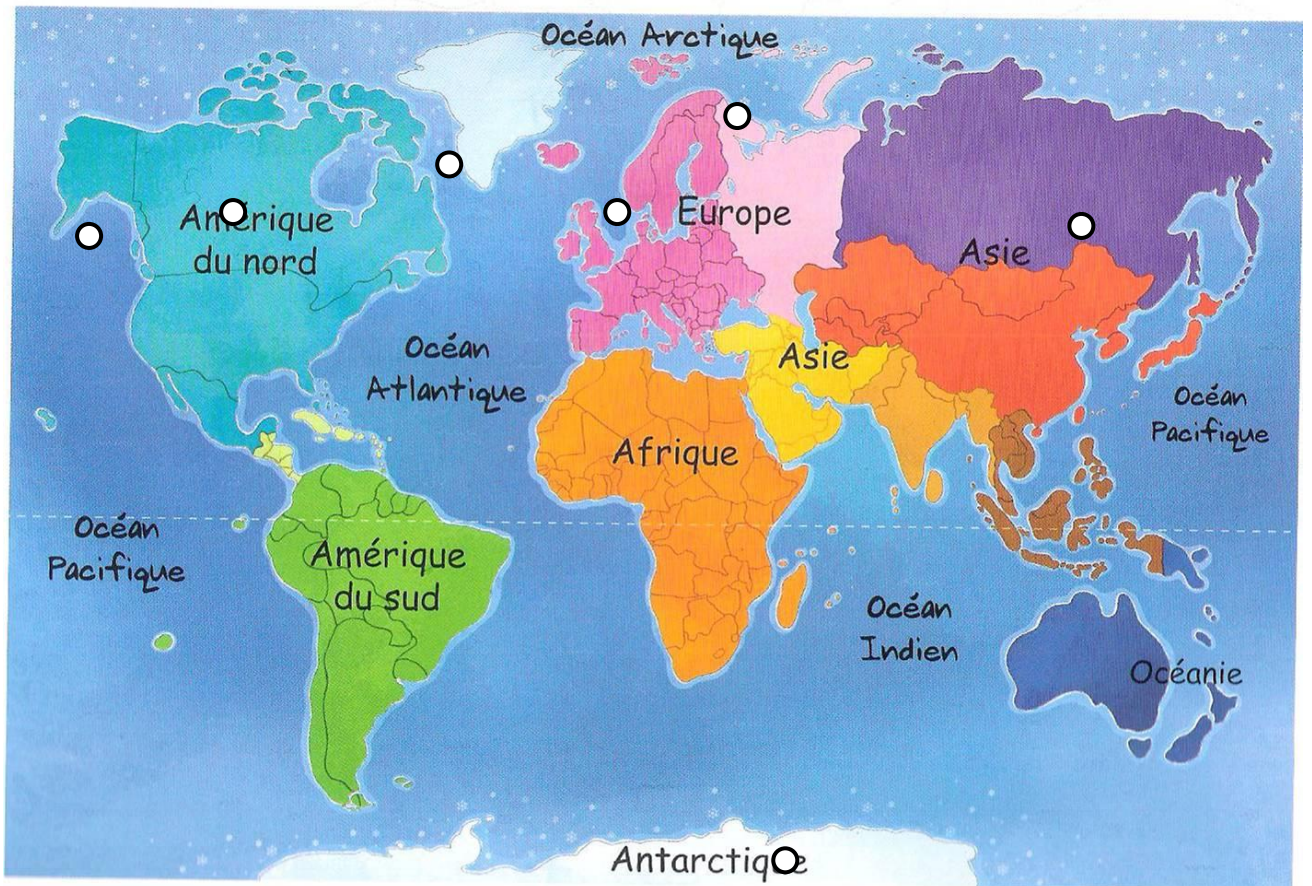 Océan Arctique
Amérique
du nord
Europe
Asie
Océan
Atlantique
Asie
Océan
Pacifique
Afrique
Océan
Pacifique
Amérique
du sud
Océan
Indien
Océanie
Antarctique